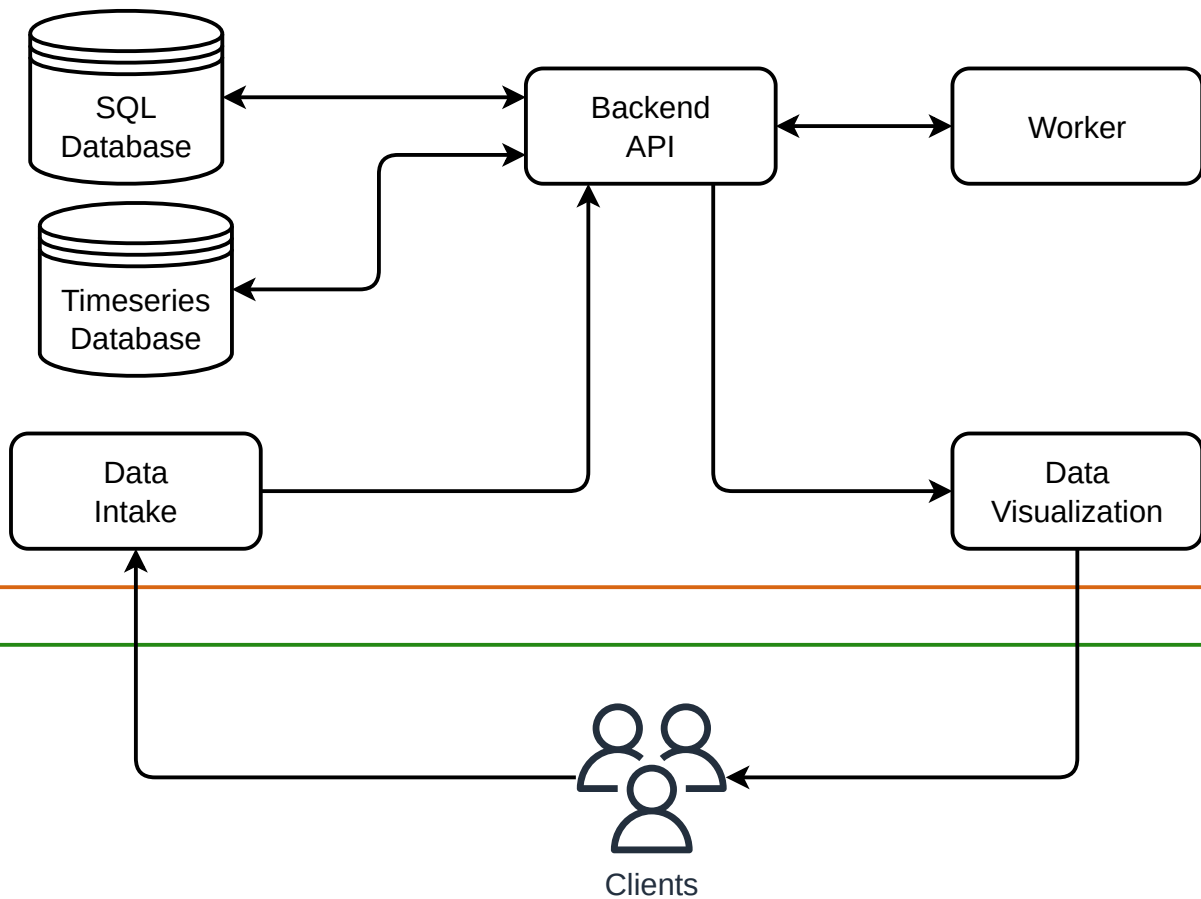 SQL
Database
Backend
API
Worker
Timeseries
Database
Data
Intake
Data
Visualization
Clients